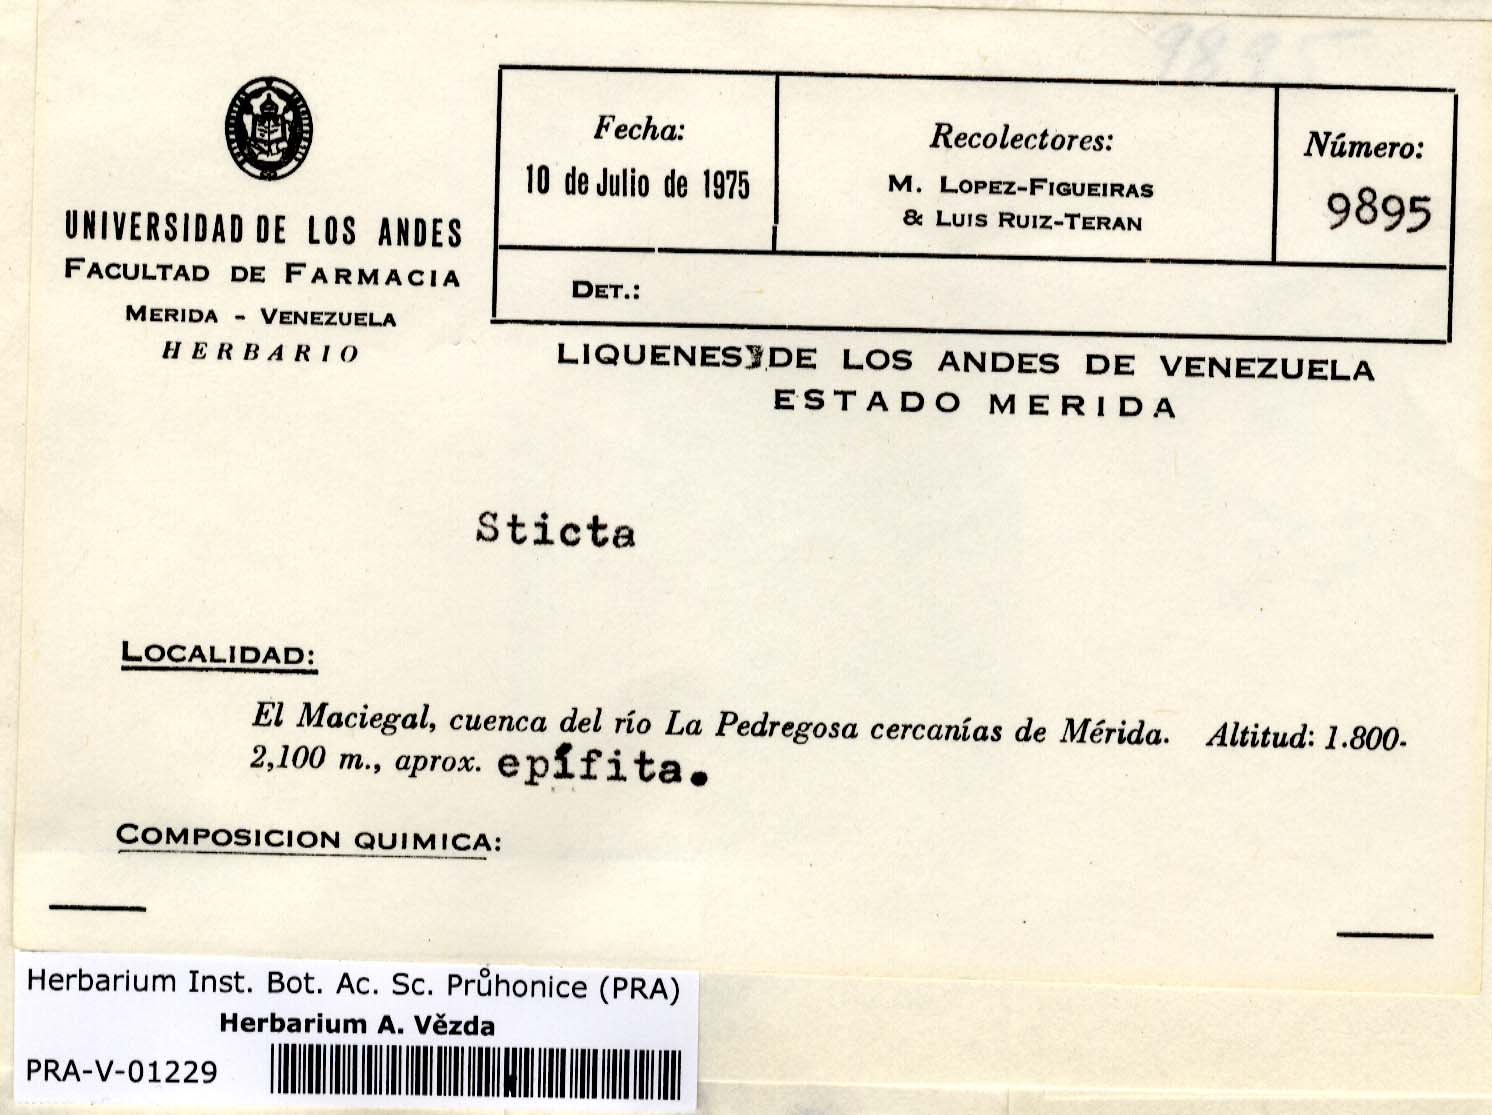 9895
UNIVERSIDAD DE LOS ANDES
FACULTAD DE FARMACIA
MERIDA - VENEZUELA
HERBARIO
Fecha:
10 de Julio de 1975
Recolectores:
M. LOPEZ-FIGUEIRAS
& LUIS RUIZ-TERAN
Número:
9895
DET.:
LIQUENES DE LOS ANDES DE VENEZUELA
ESTADO MERIDA
Sticta
LOCALIDAD:
El Maciegal, cuenca del río La Pedregosa cercanías de Mérida. Altitud: 1.800-
2,100 m., aprox. epífita.
COMPOSICION QUIMICA:
Herbarium Inst. Bot. Ac. Sc. Průhonice (PRA)
Herbarium A. Vězda
PRA-V-01229